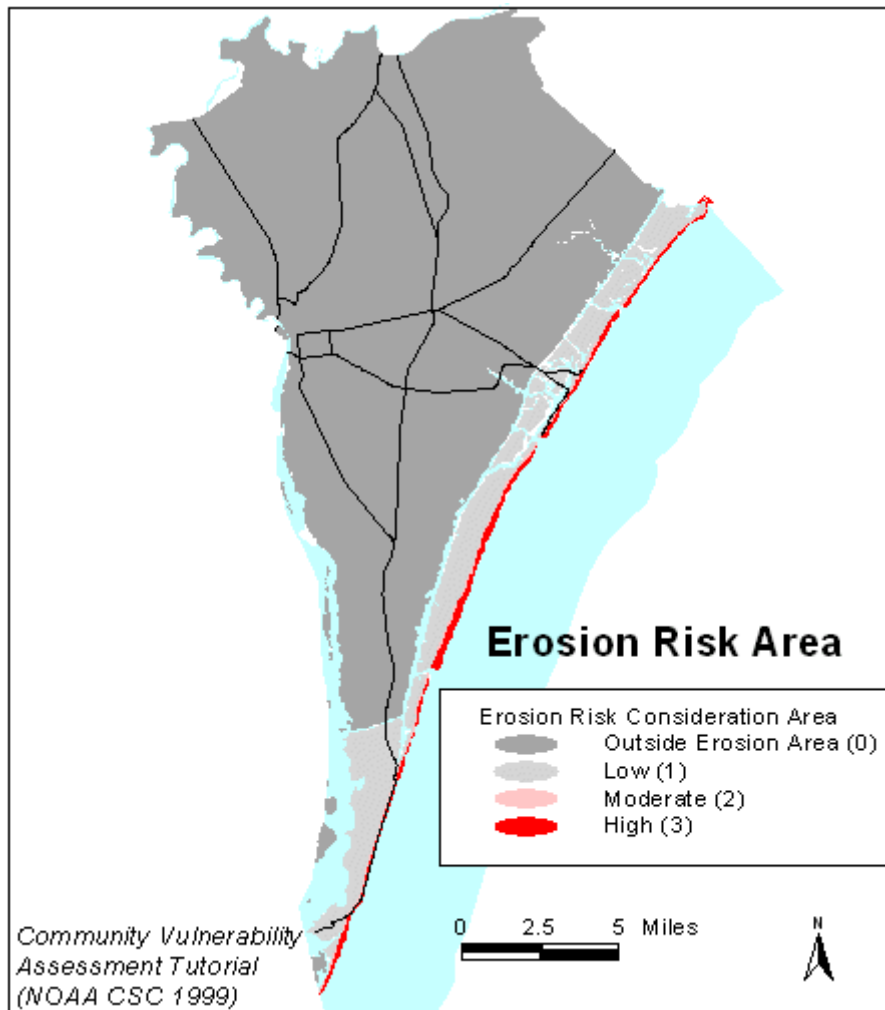 Erosion Risk Area
Erosion Risk Consideration Area
Outside Erosion Area (0)
Low (1)
Moderate (2)
High (3)
0 2.5 5 Miles
N
Community Vulnerability
Assessment Tutorial
(NOAA CSC 1999)